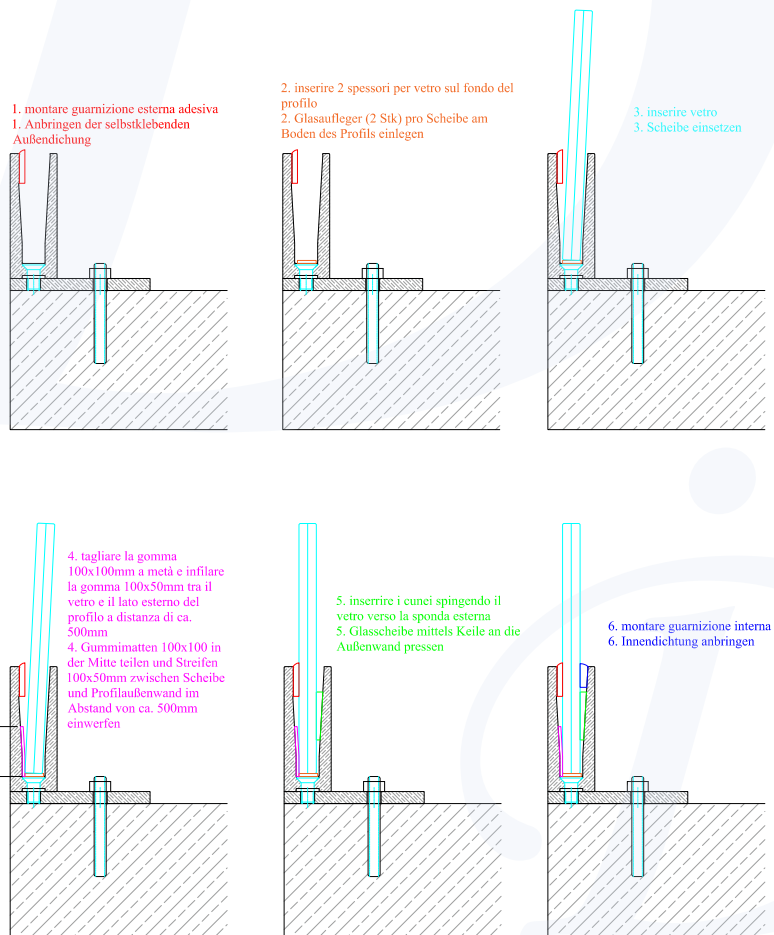 1. montare guarnizione esterna adesiva
1. Anbringen der selbstklebenden
Außendichung
2. inserire 2 spessori per vetro sul fondo del
profilo
2. Glasaufleger (2 Stk) pro Scheibe am
Boden des Profils einlegen
3. inserire vetro
3. Scheibe einsetzen
4. tagliare la gomma
100x100mm a metà e infilare
la gomma 100x50mm tra il
vetro e il lato esterno del
profilo a distanza di ca.
500mm
4. Gummimatten 100x100 in
der Mitte teilen und Streifen
100x50mm zwischen Scheibe
und Profilaußenwand im
Abstand von ca. 500mm
einwerfen
5. inserrire i cunei spingendo il
vetro verso la sponda esterna
5. Glasscheibe mittels Keile an die
Außenwand pressen
6. montare guarnizione interna
6. Innendichtung anbringen